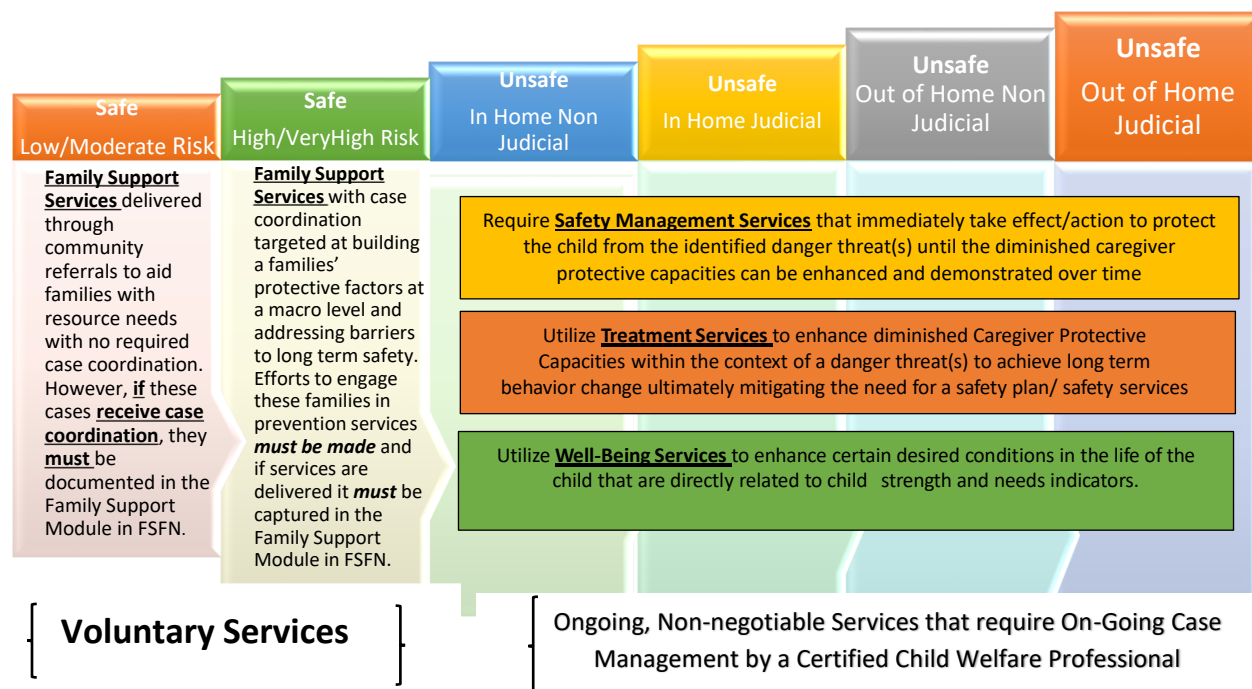 Safe
Low/Moderate Risk
Family Support
Services delivered
through
community
referrals to aid
families with
resource needs
with no required
case coordination.
However, if these
cases receive case
coordination, they
must be
documented in the
Family Support
Module in FSFN.
Safe
High/VeryHigh Risk
Family Support
Services with case
coordination
targeted at building
a families’
protective factors at
a macro level and
addressing barriers
to long term safety.
Efforts to engage
these families in
prevention services
must be made and
if services are
delivered it must be
captured in the
Family Support
Module in FSFN.
Unsafe
In Home Non
Judicial
Unsafe
In Home Judicial
Unsafe
Out of Home Non
Judicial
Unsafe
Out of Home
Judicial
Require Safety Management Services that immediately take effect/action to protect
the child from the identified danger threat(s) until the diminished caregiver
protective capacities can be enhanced and demonstrated over time
Utilize Treatment Services to enhance diminished Caregiver Protective
Capacities within the context of a danger threat(s) to achieve long term
behavior change ultimately mitigating the need for a safety plan/ safety services
Utilize Well-Being Services to enhance certain desired conditions in the life of the
child that are directly related to child strength and needs indicators.
Voluntary Services
Ongoing, Non-negotiable Services that require On-Going Case
Management by a Certified Child Welfare Professional